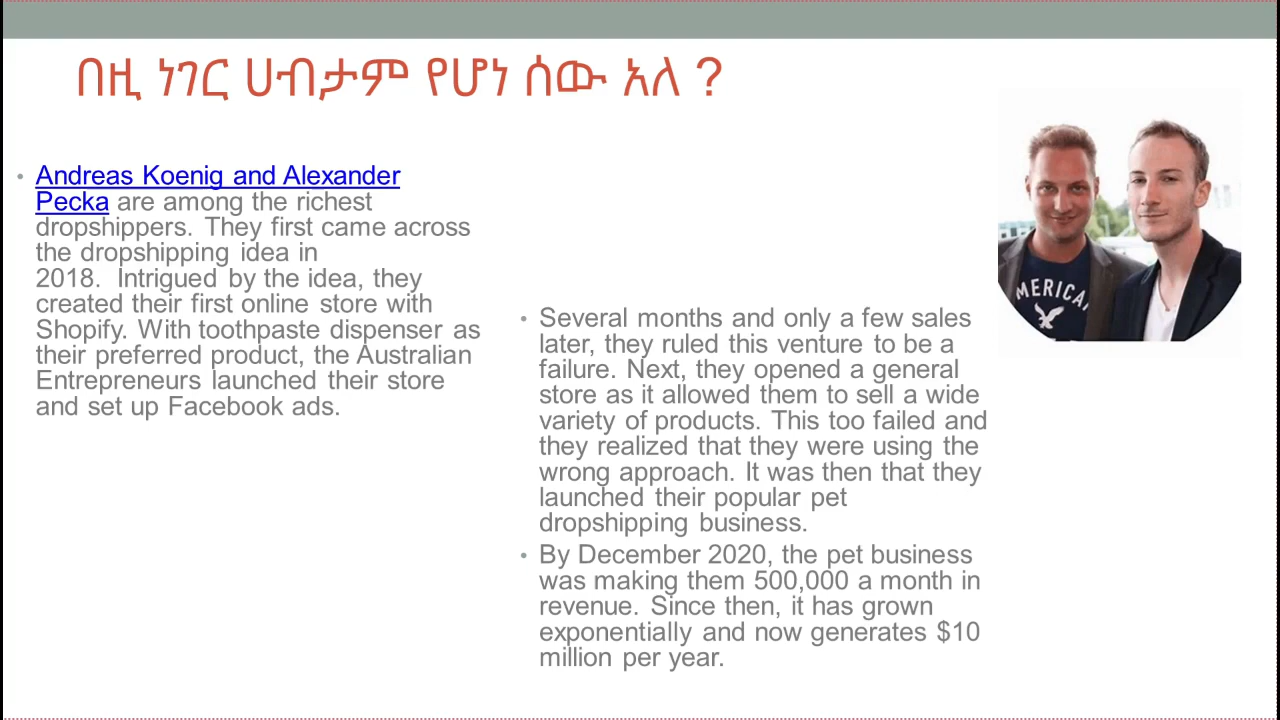 በዚ ነገር ሀብታም የሆነ ሰው አለ ?
• Andreas Koenig and Alexander
Pecka are among the richest
dropshippers. They first came across
the dropshipping idea in
2018. Intrigued by the idea, they
created their first online store with
Shopify. With toothpaste dispenser as
their preferred product, the Australian
Entrepreneurs launched their store
and set up Facebook ads.
• Several months and only a few sales
later, they ruled this venture to be a
failure. Next, they opened a general
store as it allowed them to sell a wide
variety of products. This too failed and
they realized that they were using the
wrong approach. It was then that they
launched their popular pet
dropshipping business.
• By December 2020, the pet business
was making them 500,000 a month in
revenue. Since then, it has grown
exponentially and now generates $10
million per year.
MERICA